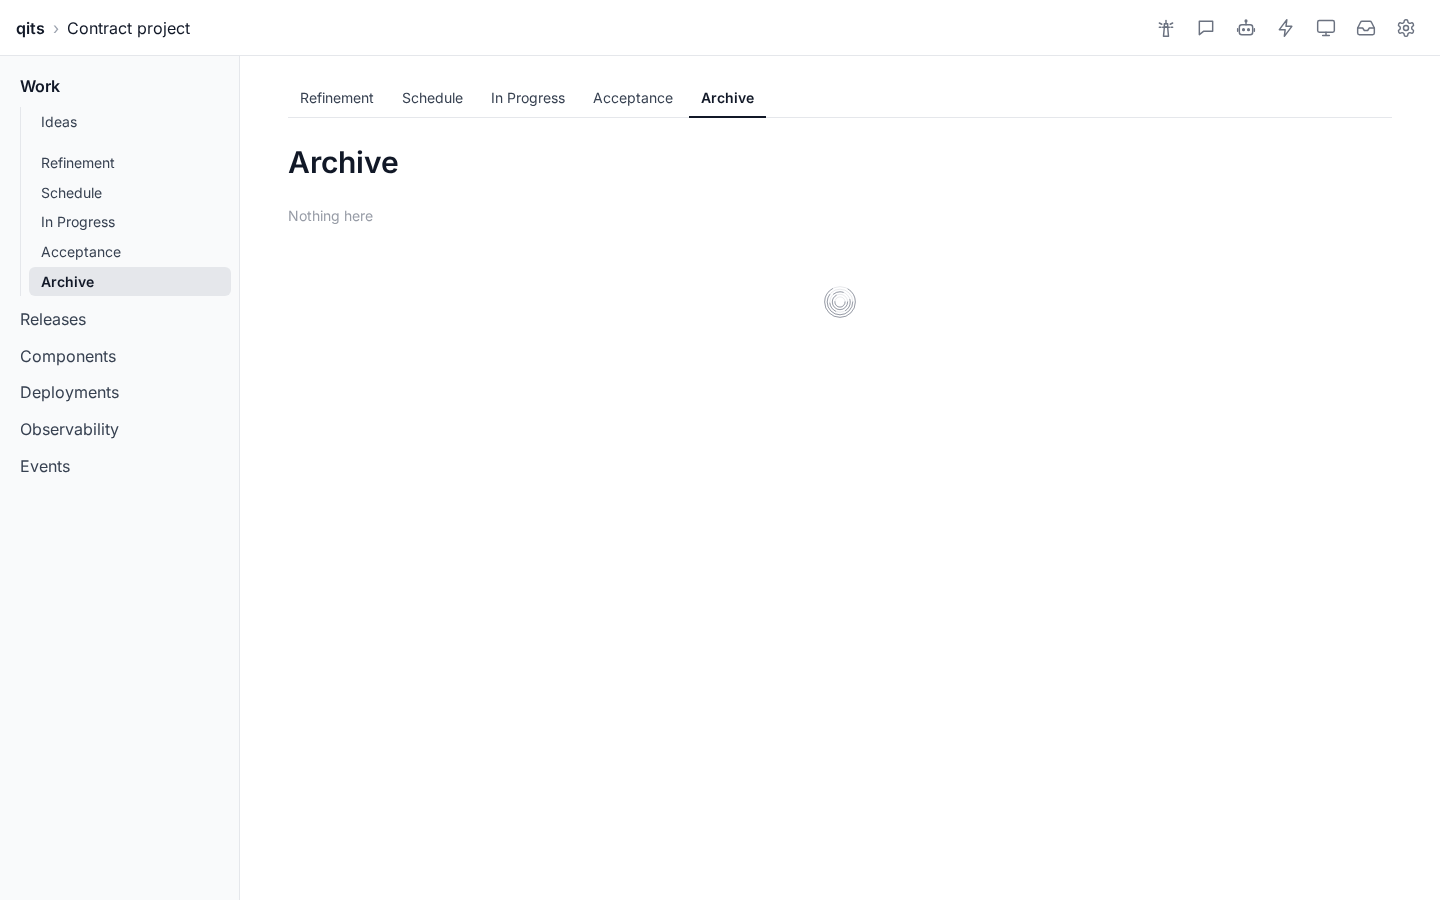 qits › Contract project
Work
Ideas
Refinement
Schedule
In Progress
Acceptance
Archive
Releases
Components
Deployments
Observability
Events
Refinement Schedule In Progress Acceptance Archive
Archive
Nothing here